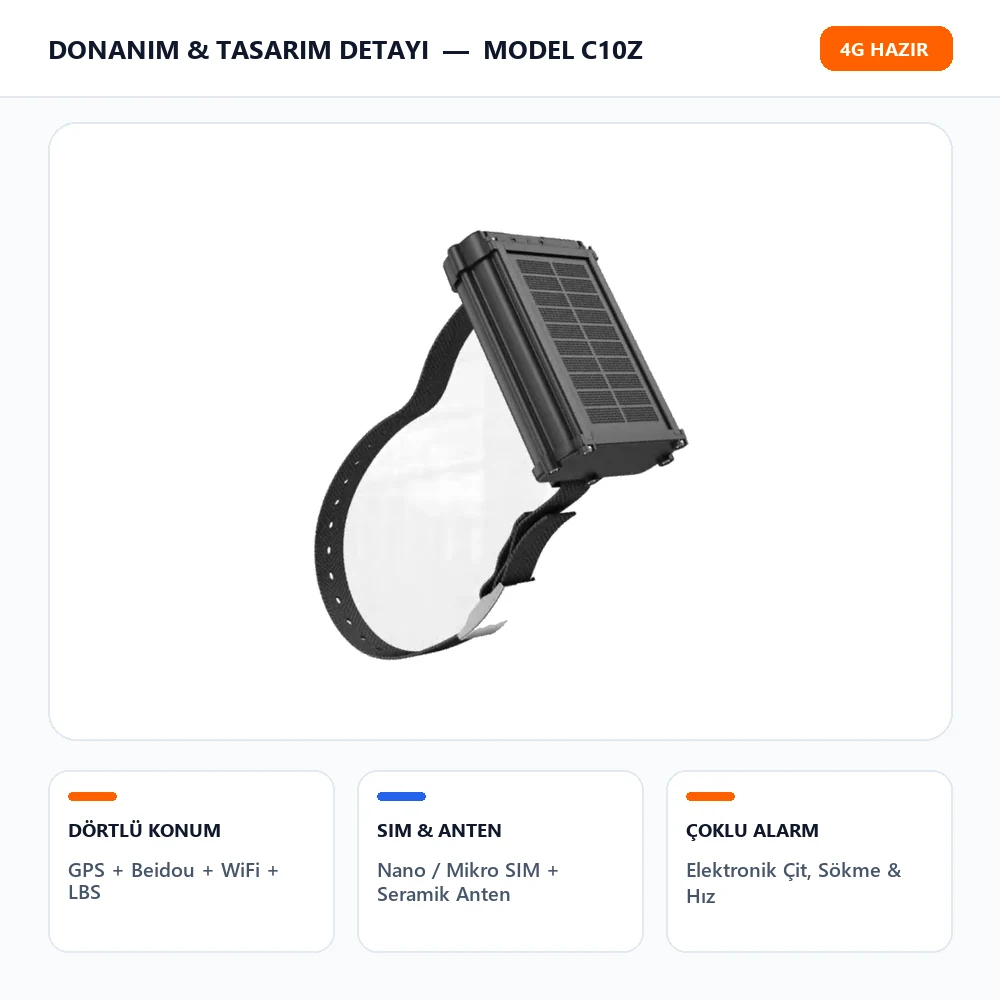 DONANIM & TASARIM DETAYI — MODEL C10Z
4G HAZIR
DÖRTLÜ KONUM
GPS + Beidou + WiFi +
LBS
SIM & ANTEN
Nano / Mikro SIM +
Seramik Anten
ÇOKLU ALARM
Elektronik Çit, Sökme &
Hız